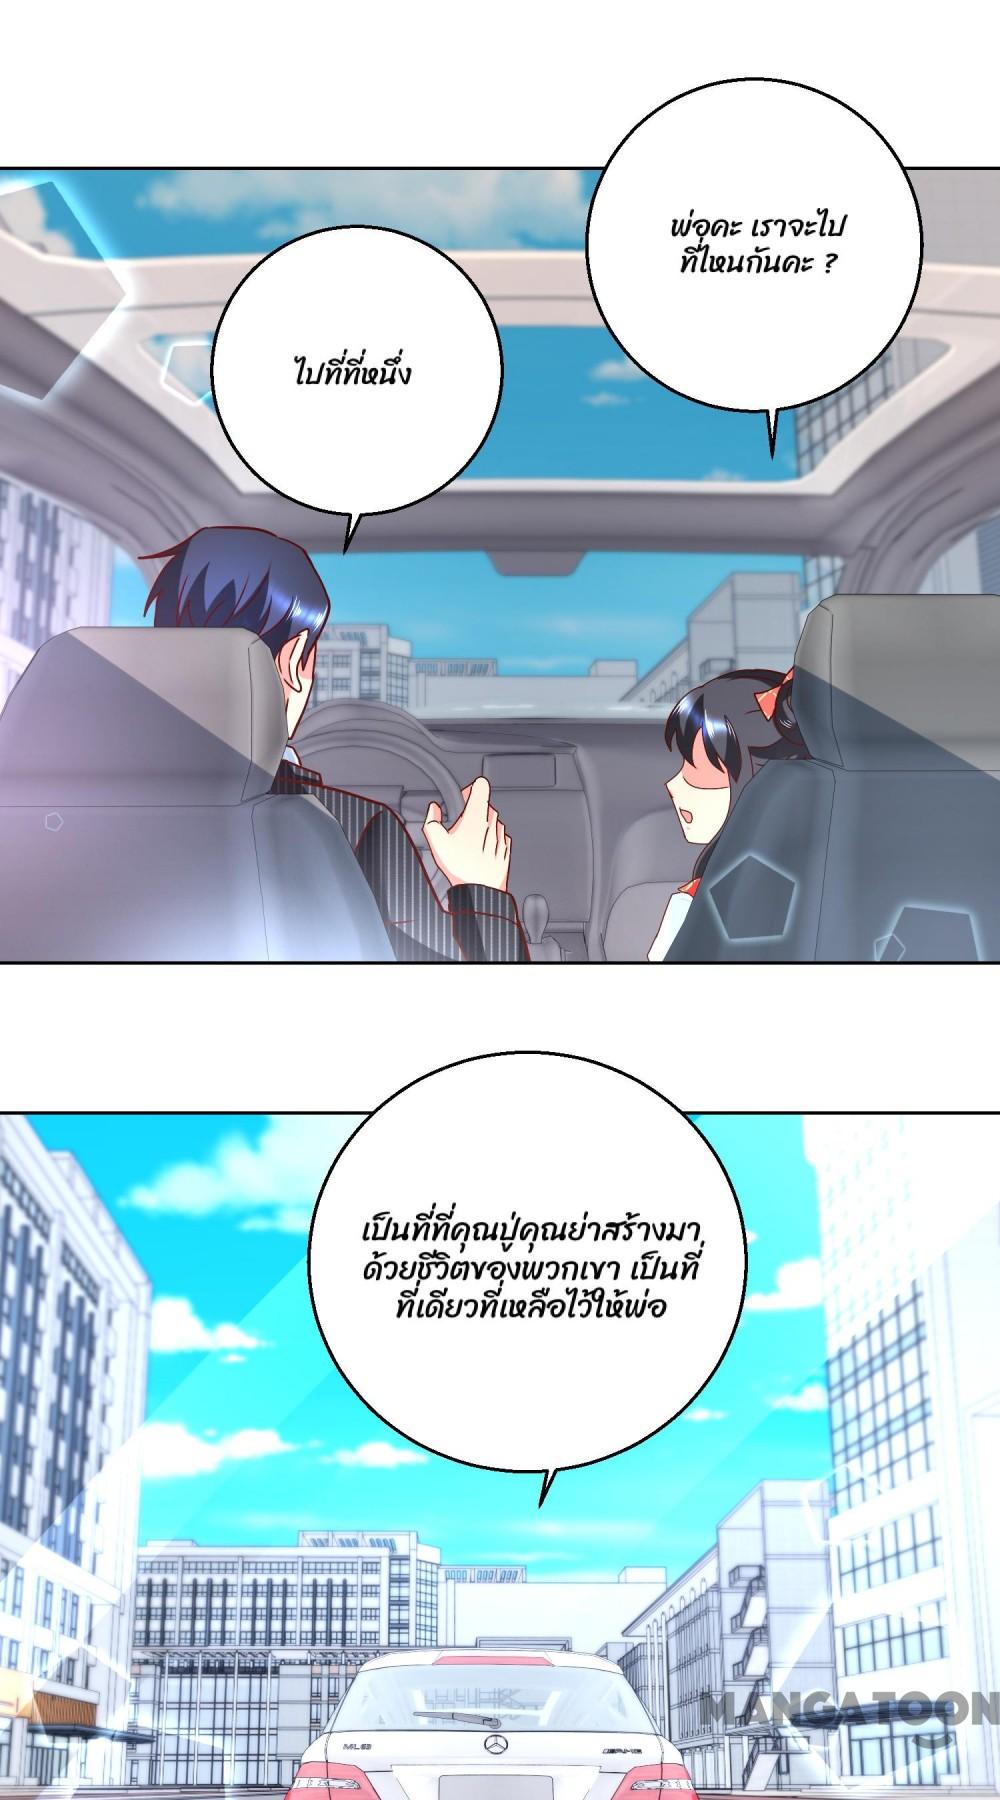 พ่อคะ เราจะไป
ที่ไหนกันคะ ?
ไปที่ที่หนึ่ง
เป็นที่ที่คุณปู่คุณย่าสร้างมา
ด้วยชีวิตของพวกเขา เป็นที่
ที่เดียวที่เหลือไว้ให้พ่อ
ML63
AMG
MANGATOON